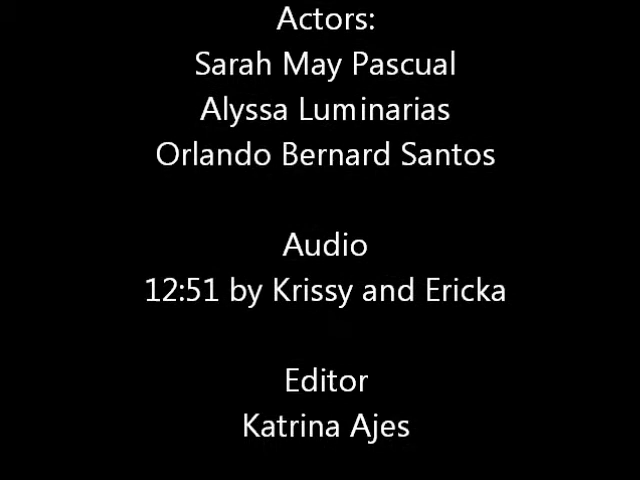 Actors:
Sarah May Pascual
Alyssa Luminarias
Orlando Bernard Santos
Audio
12:51 by Krissy and Ericka
Editor
Katrina Ajes